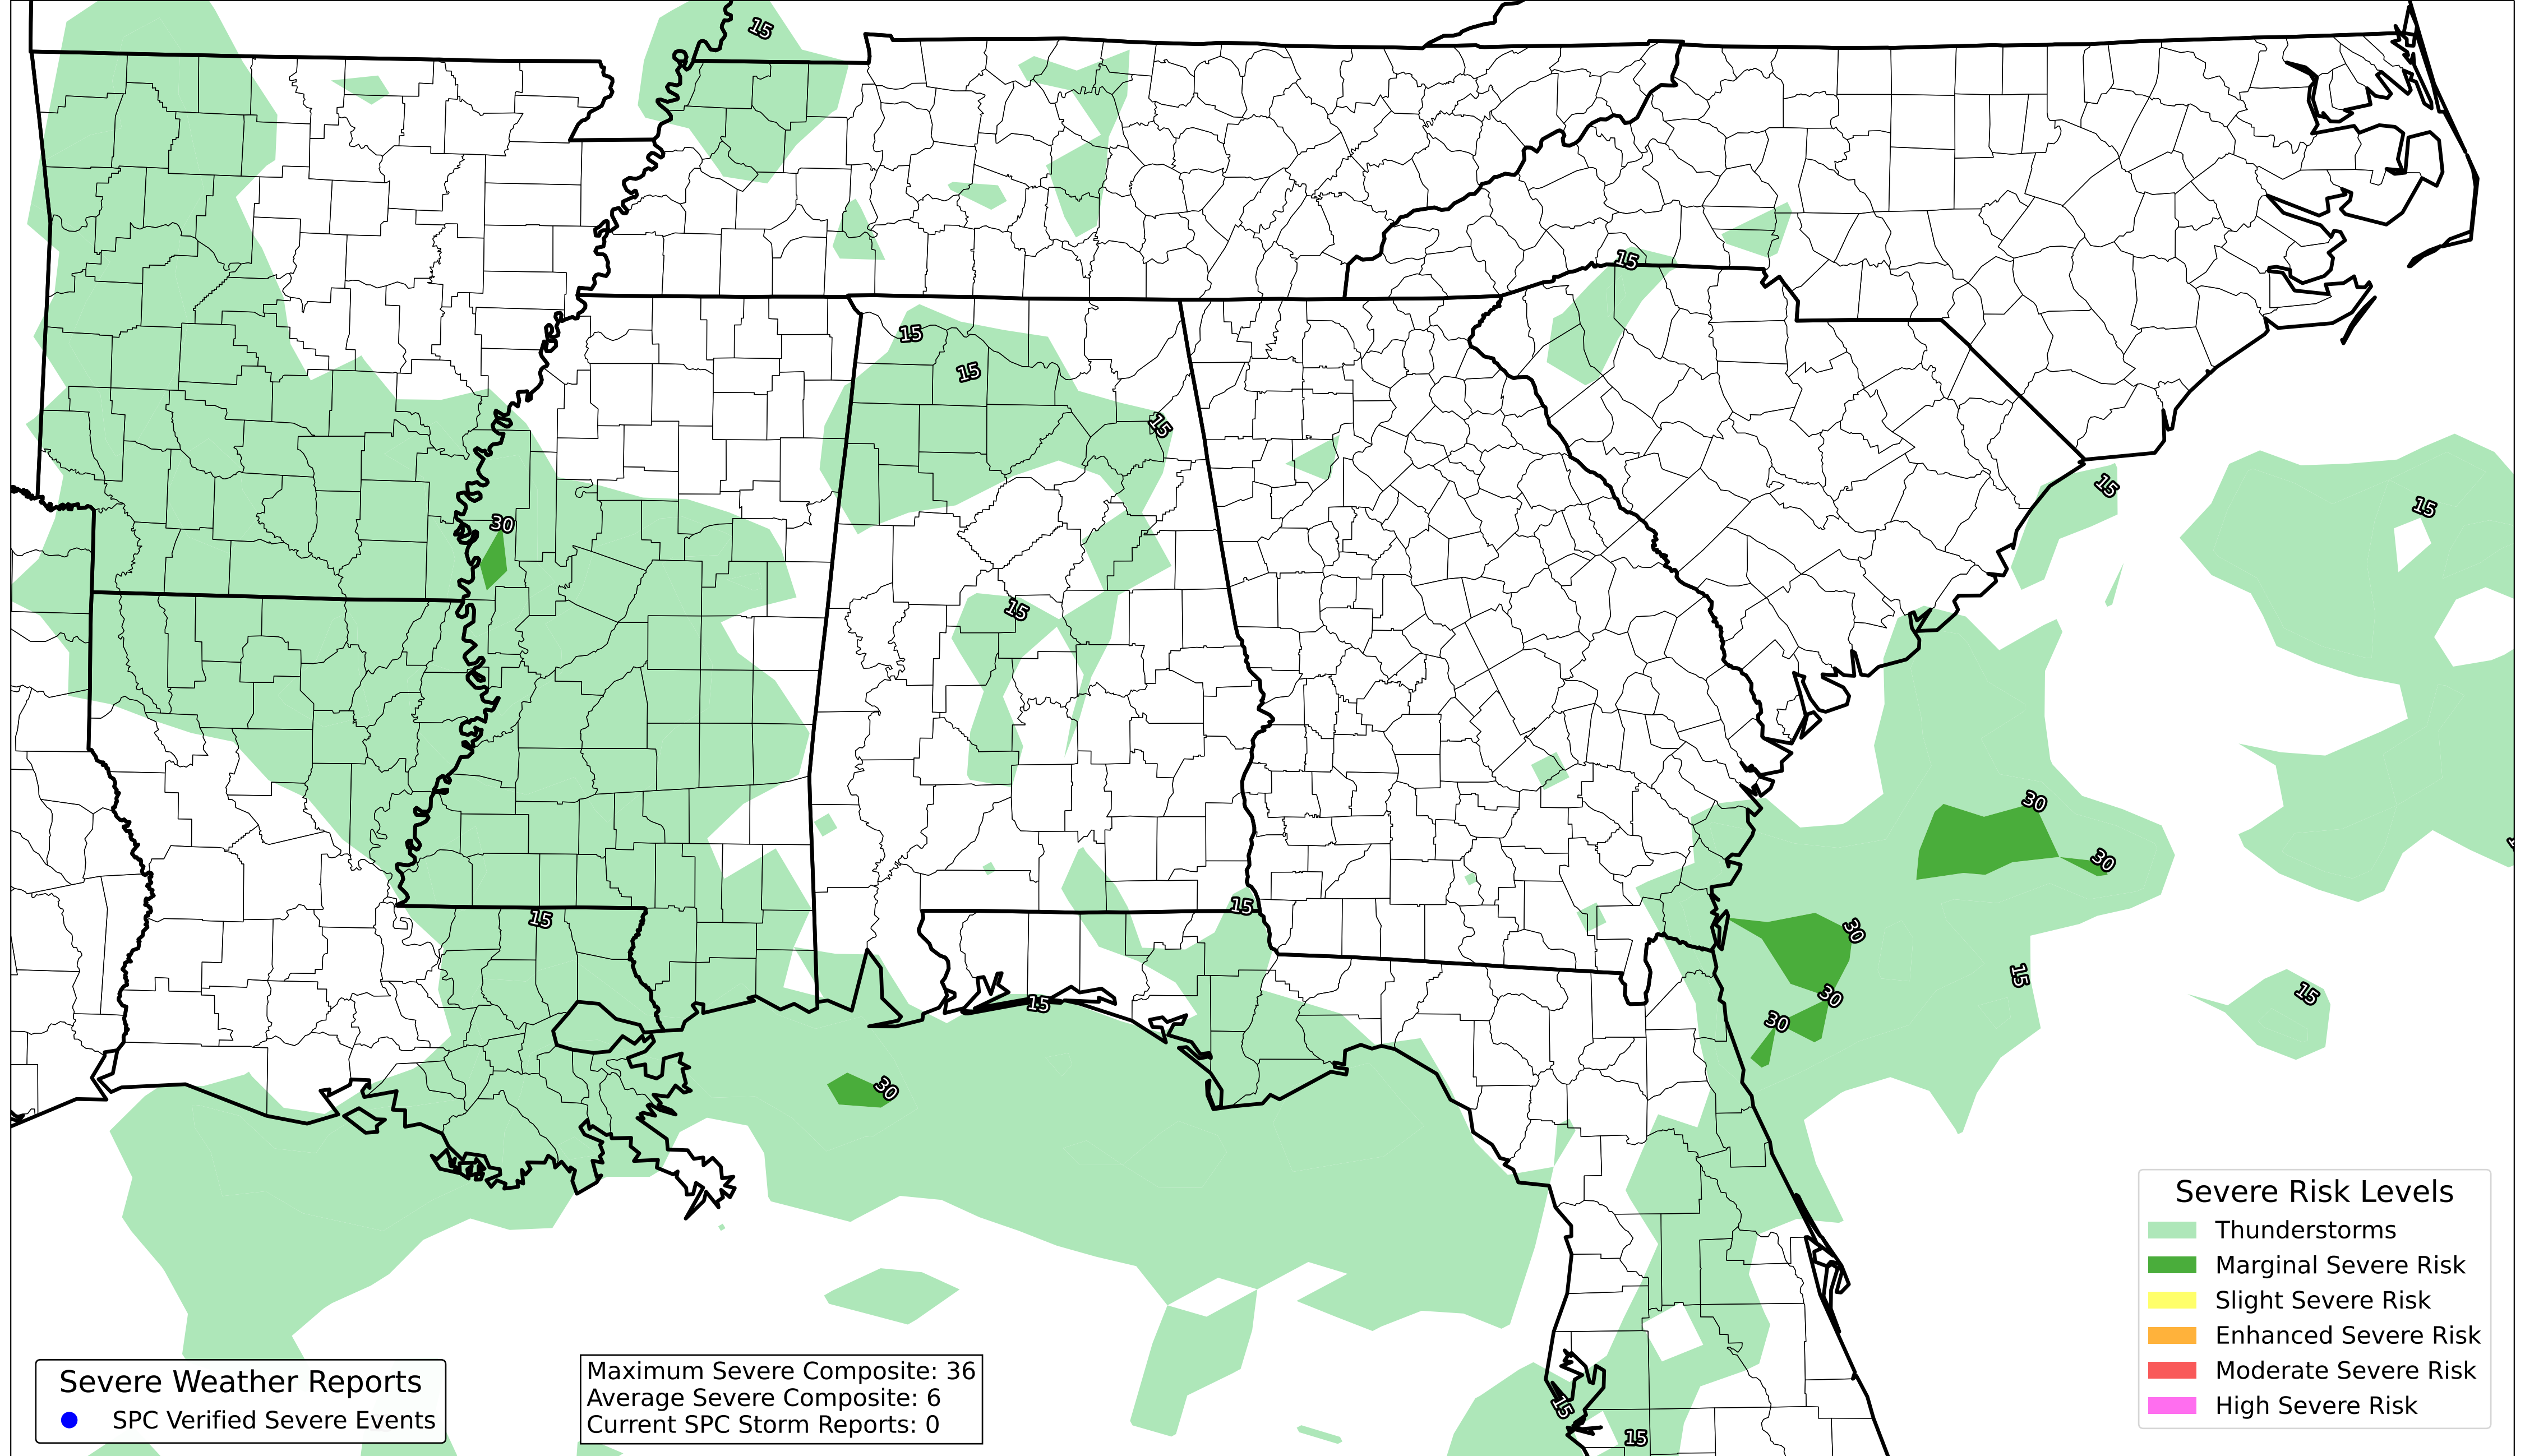 15
15
15
15
15
15
15
15
30
15
30
30
15
15
30
15
15
30
15
30
30
Severe Risk Levels
Thunderstorms
Marginal Severe Risk
Slight Severe Risk
Enhanced Severe Risk
Moderate Severe Risk
High Severe Risk
Severe Weather Reports
SPC Verified Severe Events
Maximum Severe Composite: 36
Average Severe Composite: 6
Current SPC Storm Reports: 0
15
15